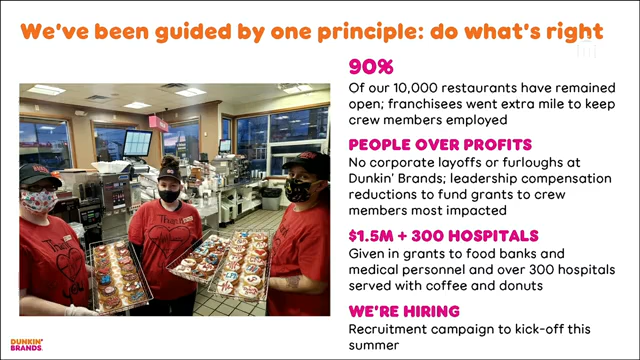 We've been guided by one principle: do what's right
90%
Of our 10,000 restaurants have remained
open; franchisees went extra mile to keep
crew members employed
PEOPLE OVER PROFITS
No corporate layoffs or furloughs at
Dunkin' Brands; leadership compensation
reductions to fund grants to crew
members most impacted
$1.5M + 300 HOSPITALS
Given in grants to food banks and
medical personnel and over 300 hospitals
served with coffee and donuts
WE'RE HIRING
Recruitment campaign to kick-off this
summer
DUNKIN'
BRANDS